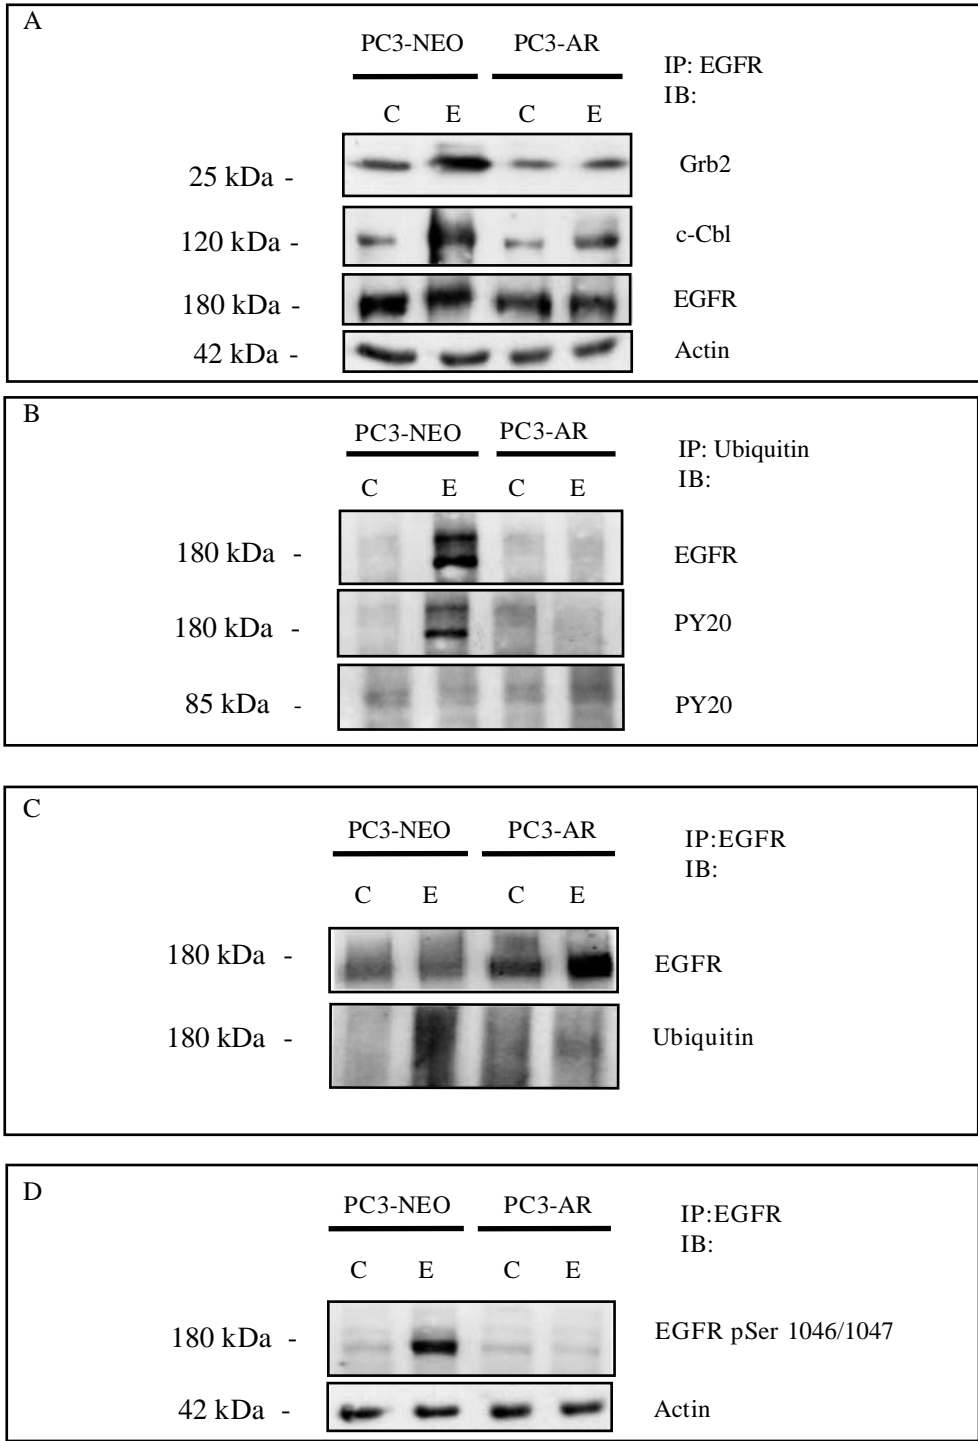 A
PC3-NEO PC3-AR
IP: EGFR
IB:
C E C E
25 kDa - Grb2
120 kDa - c-Cbl
180 kDa - EGFR
42 kDa - Actin
B
PC3-NEO PC3-AR
IP: Ubiquitin
IB:
C E C E
180 kDa - EGFR
180 kDa - PY20
85 kDa - PY20
C
PC3-NEO PC3-AR
IP:EGFR
IB:
C E C E
180 kDa - EGFR
180 kDa - Ubiquitin
D
PC3-NEO PC3-AR
IP:EGFR
IB:
C E C E
180 kDa - EGFR pSer 1046/1047
42 kDa - Actin